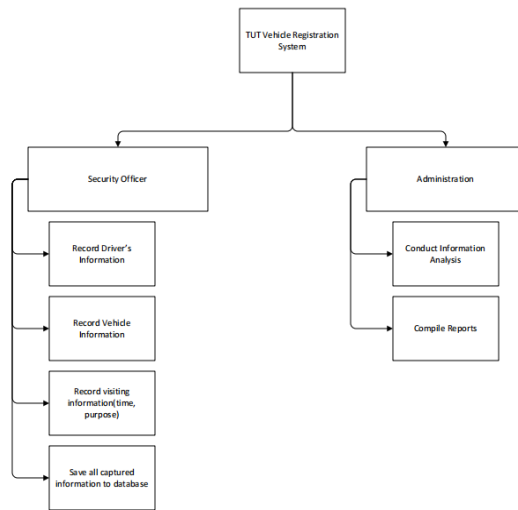 TUT Vehicle Registration
System
Security Officer
Administration
Record Driver's
Information
Conduct Information
Analysis
Record Vehicle
Information
Compile Reports
Record visiting
information(time,
purpose)
Save all captured
information to database